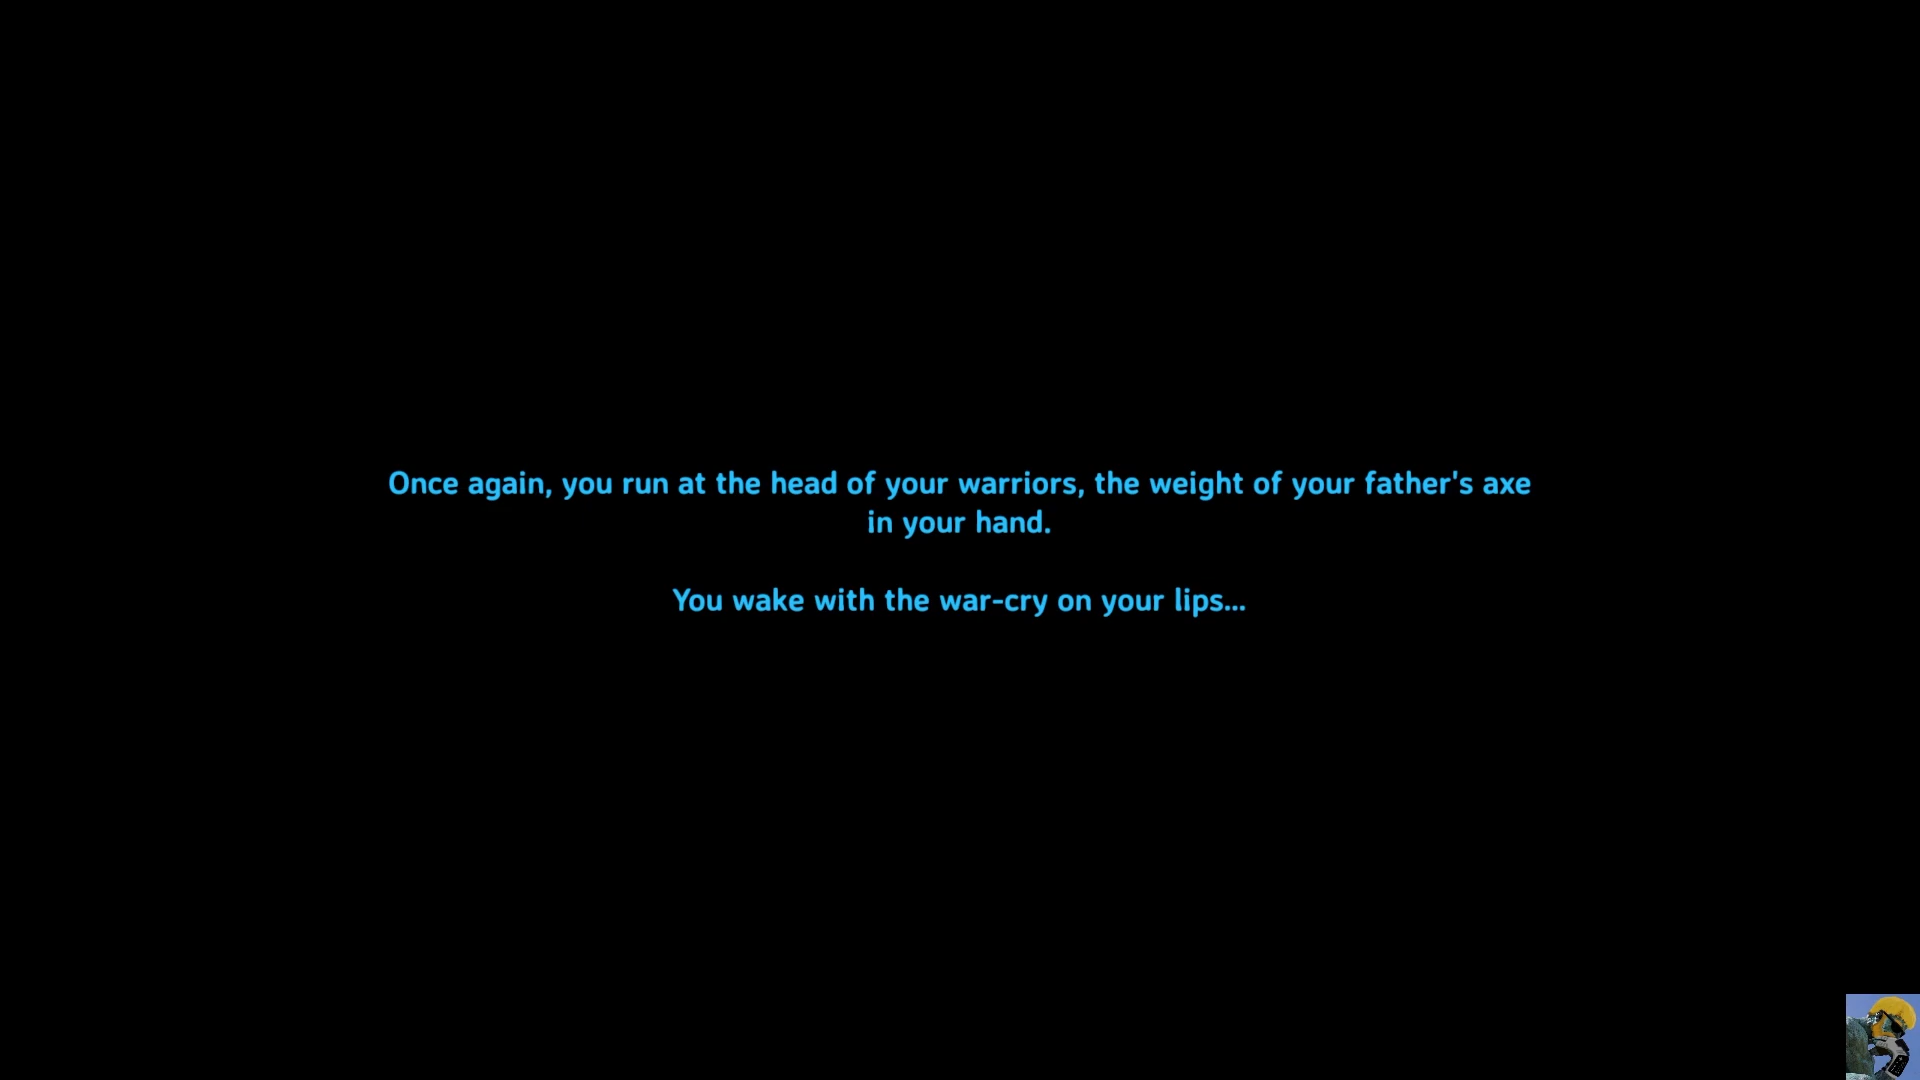 Once again, you run at the head of your warriors, the weight of your father's axe
in your hand.
You wake with the war-cry on your lips...